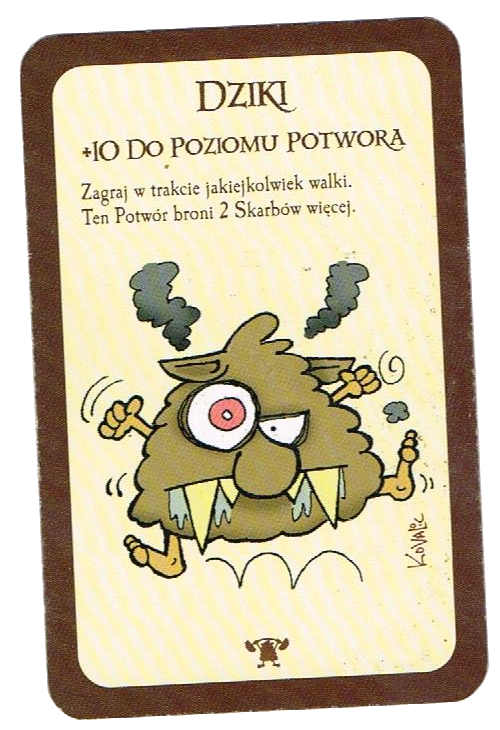 Dziki
+10 Do Poziomu Potwora
Zagraj w trakcie jakiejkolwiek walki.
Ten Potwór broni 2 Skarbów więcej.
Kovalic